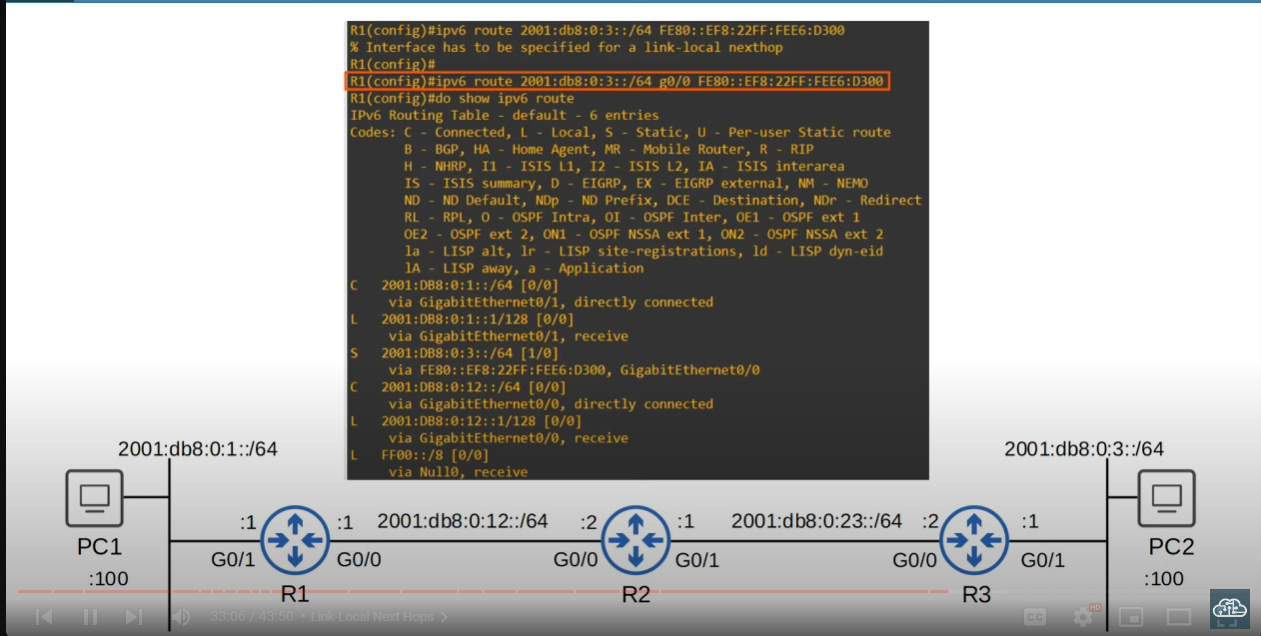 R1(config)#ipv6 route 2001:db8:0:3::/64 FE80::EF8:22FF:FEE6:D300
% Interface has to be specified for a link-local nexthop
R1(config)#
R1(config)#ipv6 route 2001:db8:0:3::/64 g0/0 FE80::EF8:22FF:FEE6:D300
R1(config)#do show ipv6 route
IPv6 Routing Table - default - 6 entries
Codes: C - Connected, L - Local, S - Static, U - Per-user Static route
B - BGP, HA - Home Agent, MR - Mobile Router, R - RIP
H - NHRP, I1 - ISIS L1, I2 - ISIS L2, IA - ISIS interarea
IS - ISIS summary, D - EIGRP, EX - EIGRP external, NM - NEMO
ND - ND Default, NDp - ND Prefix, DCE - Destination, NDr - Redirect
RL - RPL, O - OSPF Intra, OI - OSPF Inter, OE1 - OSPF ext 1
OE2 - OSPF ext 2, ON1 - OSPF NSSA ext 1, ON2 - OSPF NSSA ext 2
la - LISP alt, lr - LISP site-registrations, ld - LISP dyn-eid
lA - LISP away, a - Application
C 2001:DB8:0:1::/64 [0/0]
via GigabitEthernet0/1, directly connected
L 2001:DB8:0:1::1/128 [0/0]
via GigabitEthernet0/1, receive
S 2001:DB8:0:3::/64 [1/0]
via FE80::EF8:22FF:FEE6:D300, GigabitEthernet0/0
C 2001:DB8:0:12::/64 [0/0]
via GigabitEthernet0/0, directly connected
L 2001:DB8:0:12::1/128 [0/0]
via GigabitEthernet0/0, receive
L FF00::/8 [0/0]
via Null0, receive
2001:db8:0:1::/64 2001:db8:0:3::/64
:1 :1 2001:db8:0:12::/64 :2 :1 2001:db8:0:23::/64 :2 :1
PC1 G0/1 G0/0 G0/0 G0/1 G0/0 G0/1 PC2
:100 :100
R1 R2 R3
33:06 / 43:50 • Link-Local Next Hops
CC HD